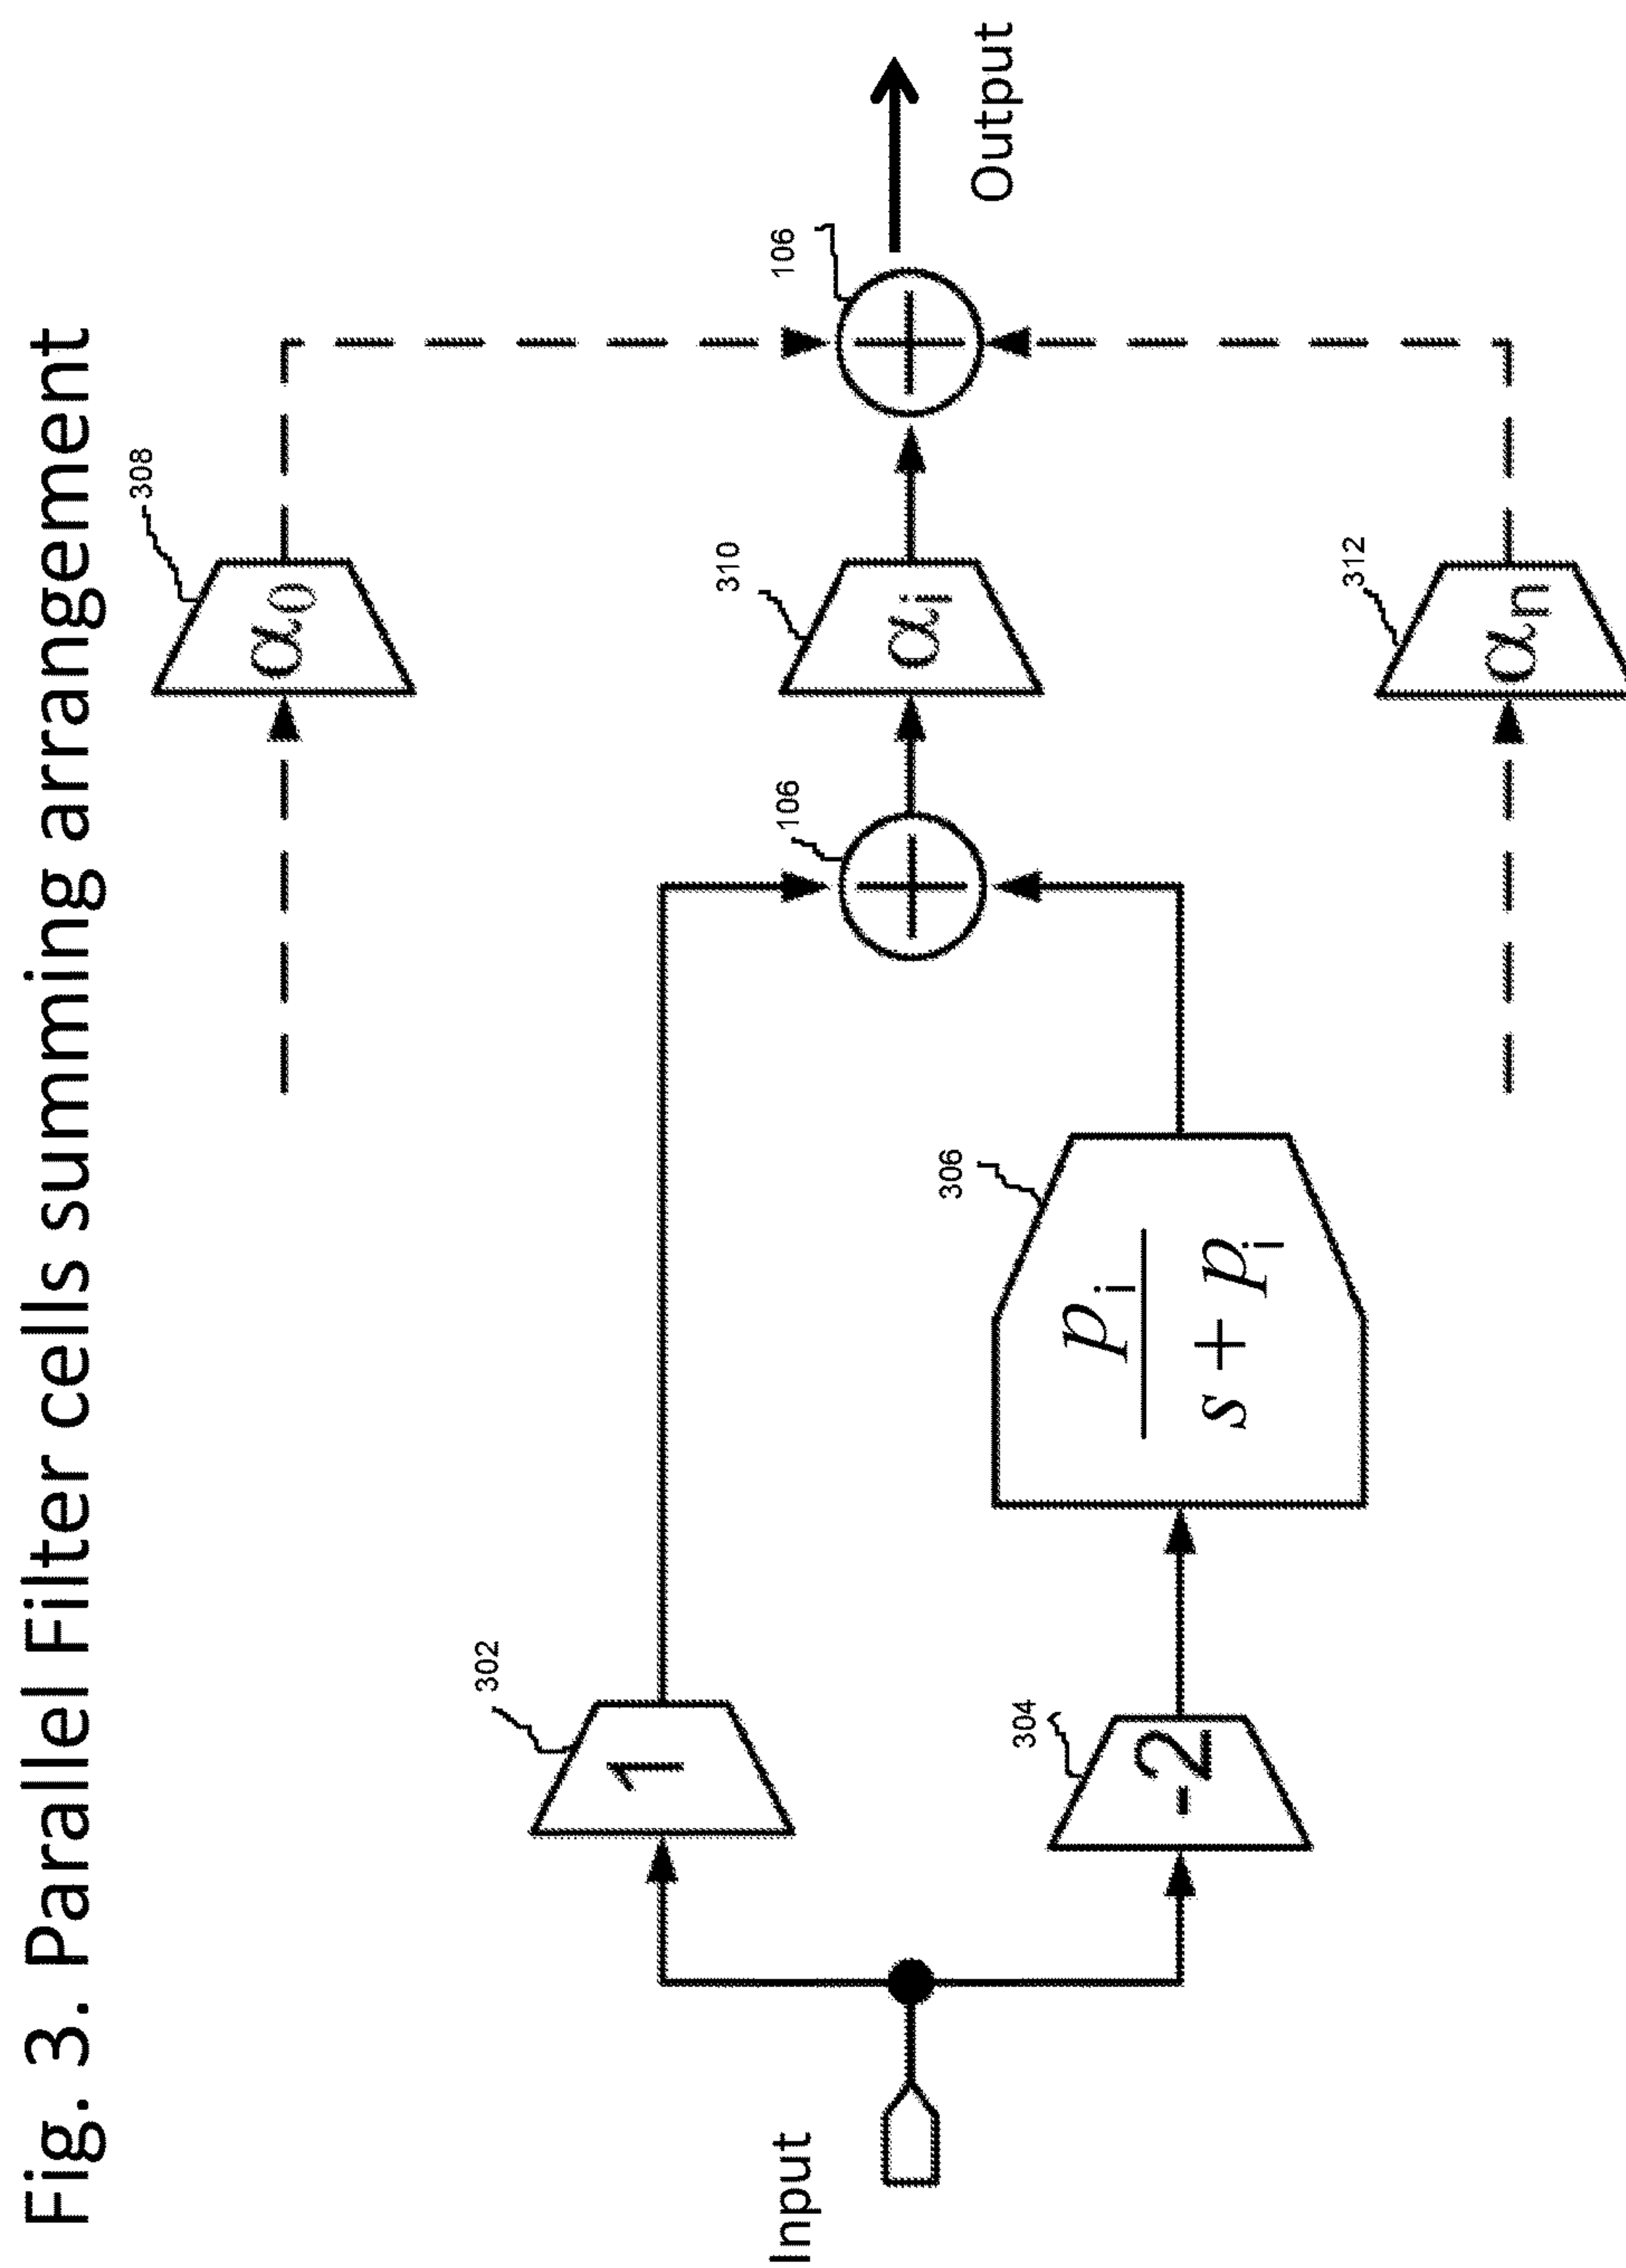 Fig. 3. Parallel Filter cells summing arrangement
308
α0
302
1
310
αi
106
106
Input
Output
304
-2
306
pi
s + pi
312
αn